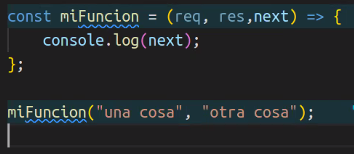 const miFuncion = (req, res,next) => {
    console.log(next);
};

miFuncion("una cosa", "otra cosa");